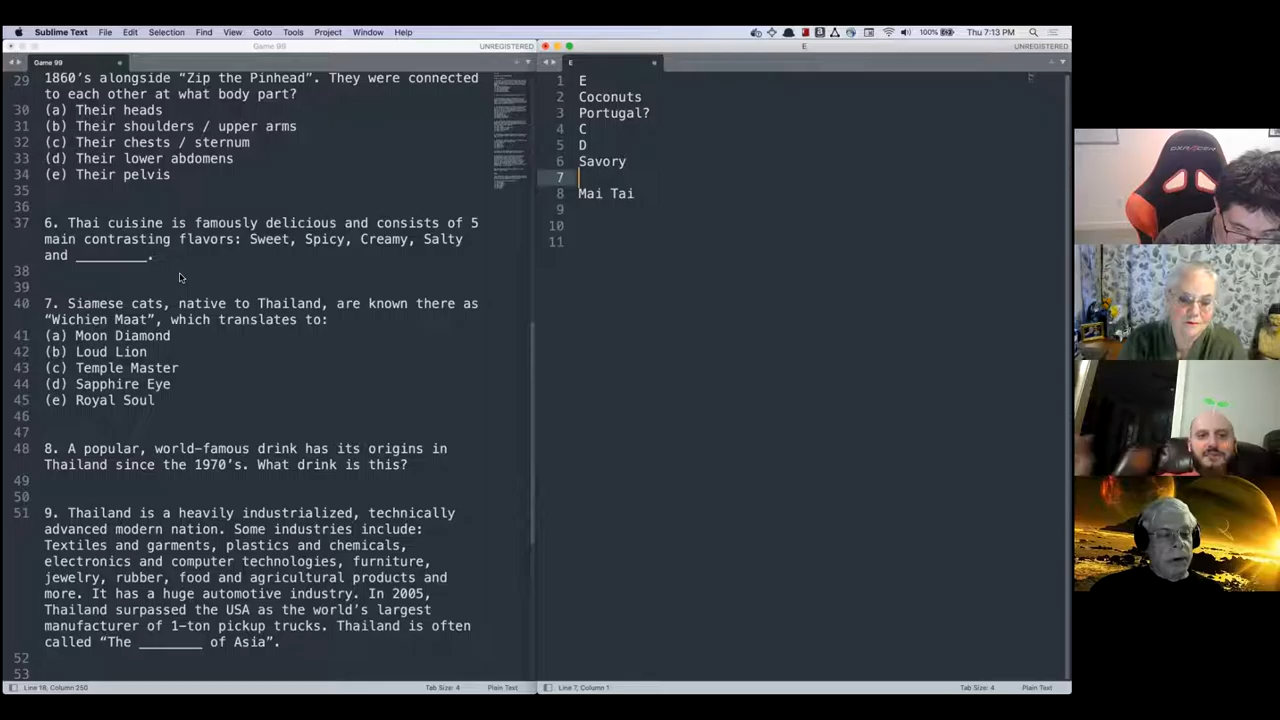 Sublime Text File Edit Selection Find View Goto Tools Project Window Help 100% Thu 7:13 PM
Game 99 UNREGISTERED
Game 99
29 1860's alongside "Zip the Pinhead". They were connected
to each other at what body part?
30 (a) Their heads
31 (b) Their shoulders / upper arms
32 (c) Their chests / sternum
33 (d) Their lower abdomens
34 (e) Their pelvis
35
36
37 6. Thai cuisine is famously delicious and consists of 5
main contrasting flavors: Sweet, Spicy, Creamy, Salty
and _________.
38
39
40 7. Siamese cats, native to Thailand, are known there as
"Wichien Maat", which translates to:
41 (a) Moon Diamond
42 (b) Loud Lion
43 (c) Temple Master
44 (d) Sapphire Eye
45 (e) Royal Soul
46
47
48 8. A popular, world-famous drink has its origins in
Thailand since the 1970's. What drink is this?
49
50
51 9. Thailand is a heavily industrialized, technically
advanced modern nation. Some industries include:
Textiles and garments, plastics and chemicals,
electronics and computer technologies, furniture,
jewelry, rubber, food and agricultural products and
more. It has a huge automotive industry. In 2005,
Thailand surpassed the USA as the world's largest
manufacturer of 1-ton pickup trucks. Thailand is often
called "The ________ of Asia".
52
53
Line 16, Column 250 Tab Size: 4 Plain Text
E UNREGISTERED
E
1 E
2 Coconuts
3 Portugal?
4 C
5 D
6 Savory
7
8 Mai Tai
9
10
11
Line 7, Column 1 Tab Size: 4 Plain Text
DXRACER